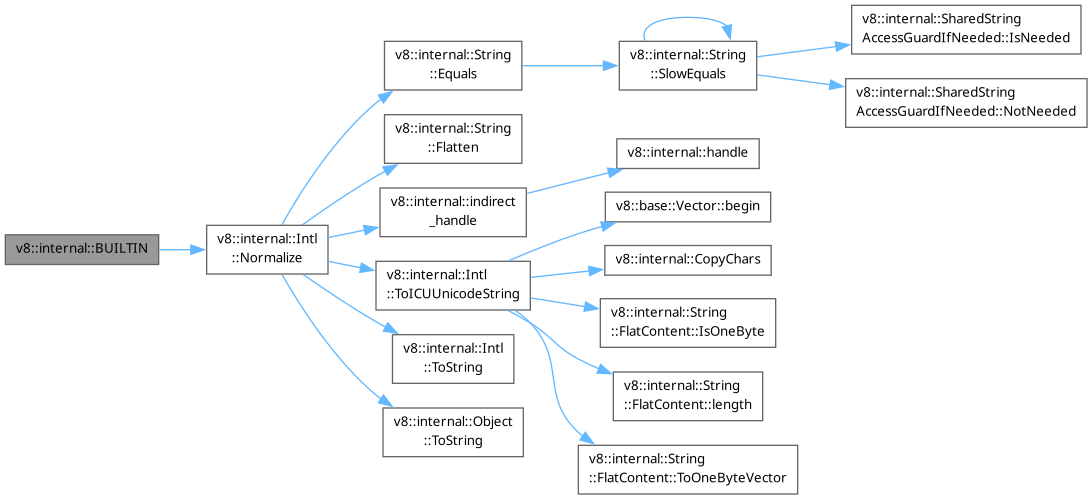 v8::internal::BUILTIN
v8::internal::Intl
::Normalize
v8::internal::String
::Equals
v8::internal::String
::Flatten
v8::internal::indirect
_handle
v8::internal::Intl
::ToICUUnicodeString
v8::internal::Intl
::ToString
v8::internal::Object
::ToString
v8::internal::String
::SlowEquals
v8::internal::handle
v8::base::Vector::begin
v8::internal::CopyChars
v8::internal::String
::FlatContent::IsOneByte
v8::internal::String
::FlatContent::length
v8::internal::String
::FlatContent::ToOneByteVector
v8::internal::SharedString
AccessGuardIfNeeded::IsNeeded
v8::internal::SharedString
AccessGuardIfNeeded::NotNeeded